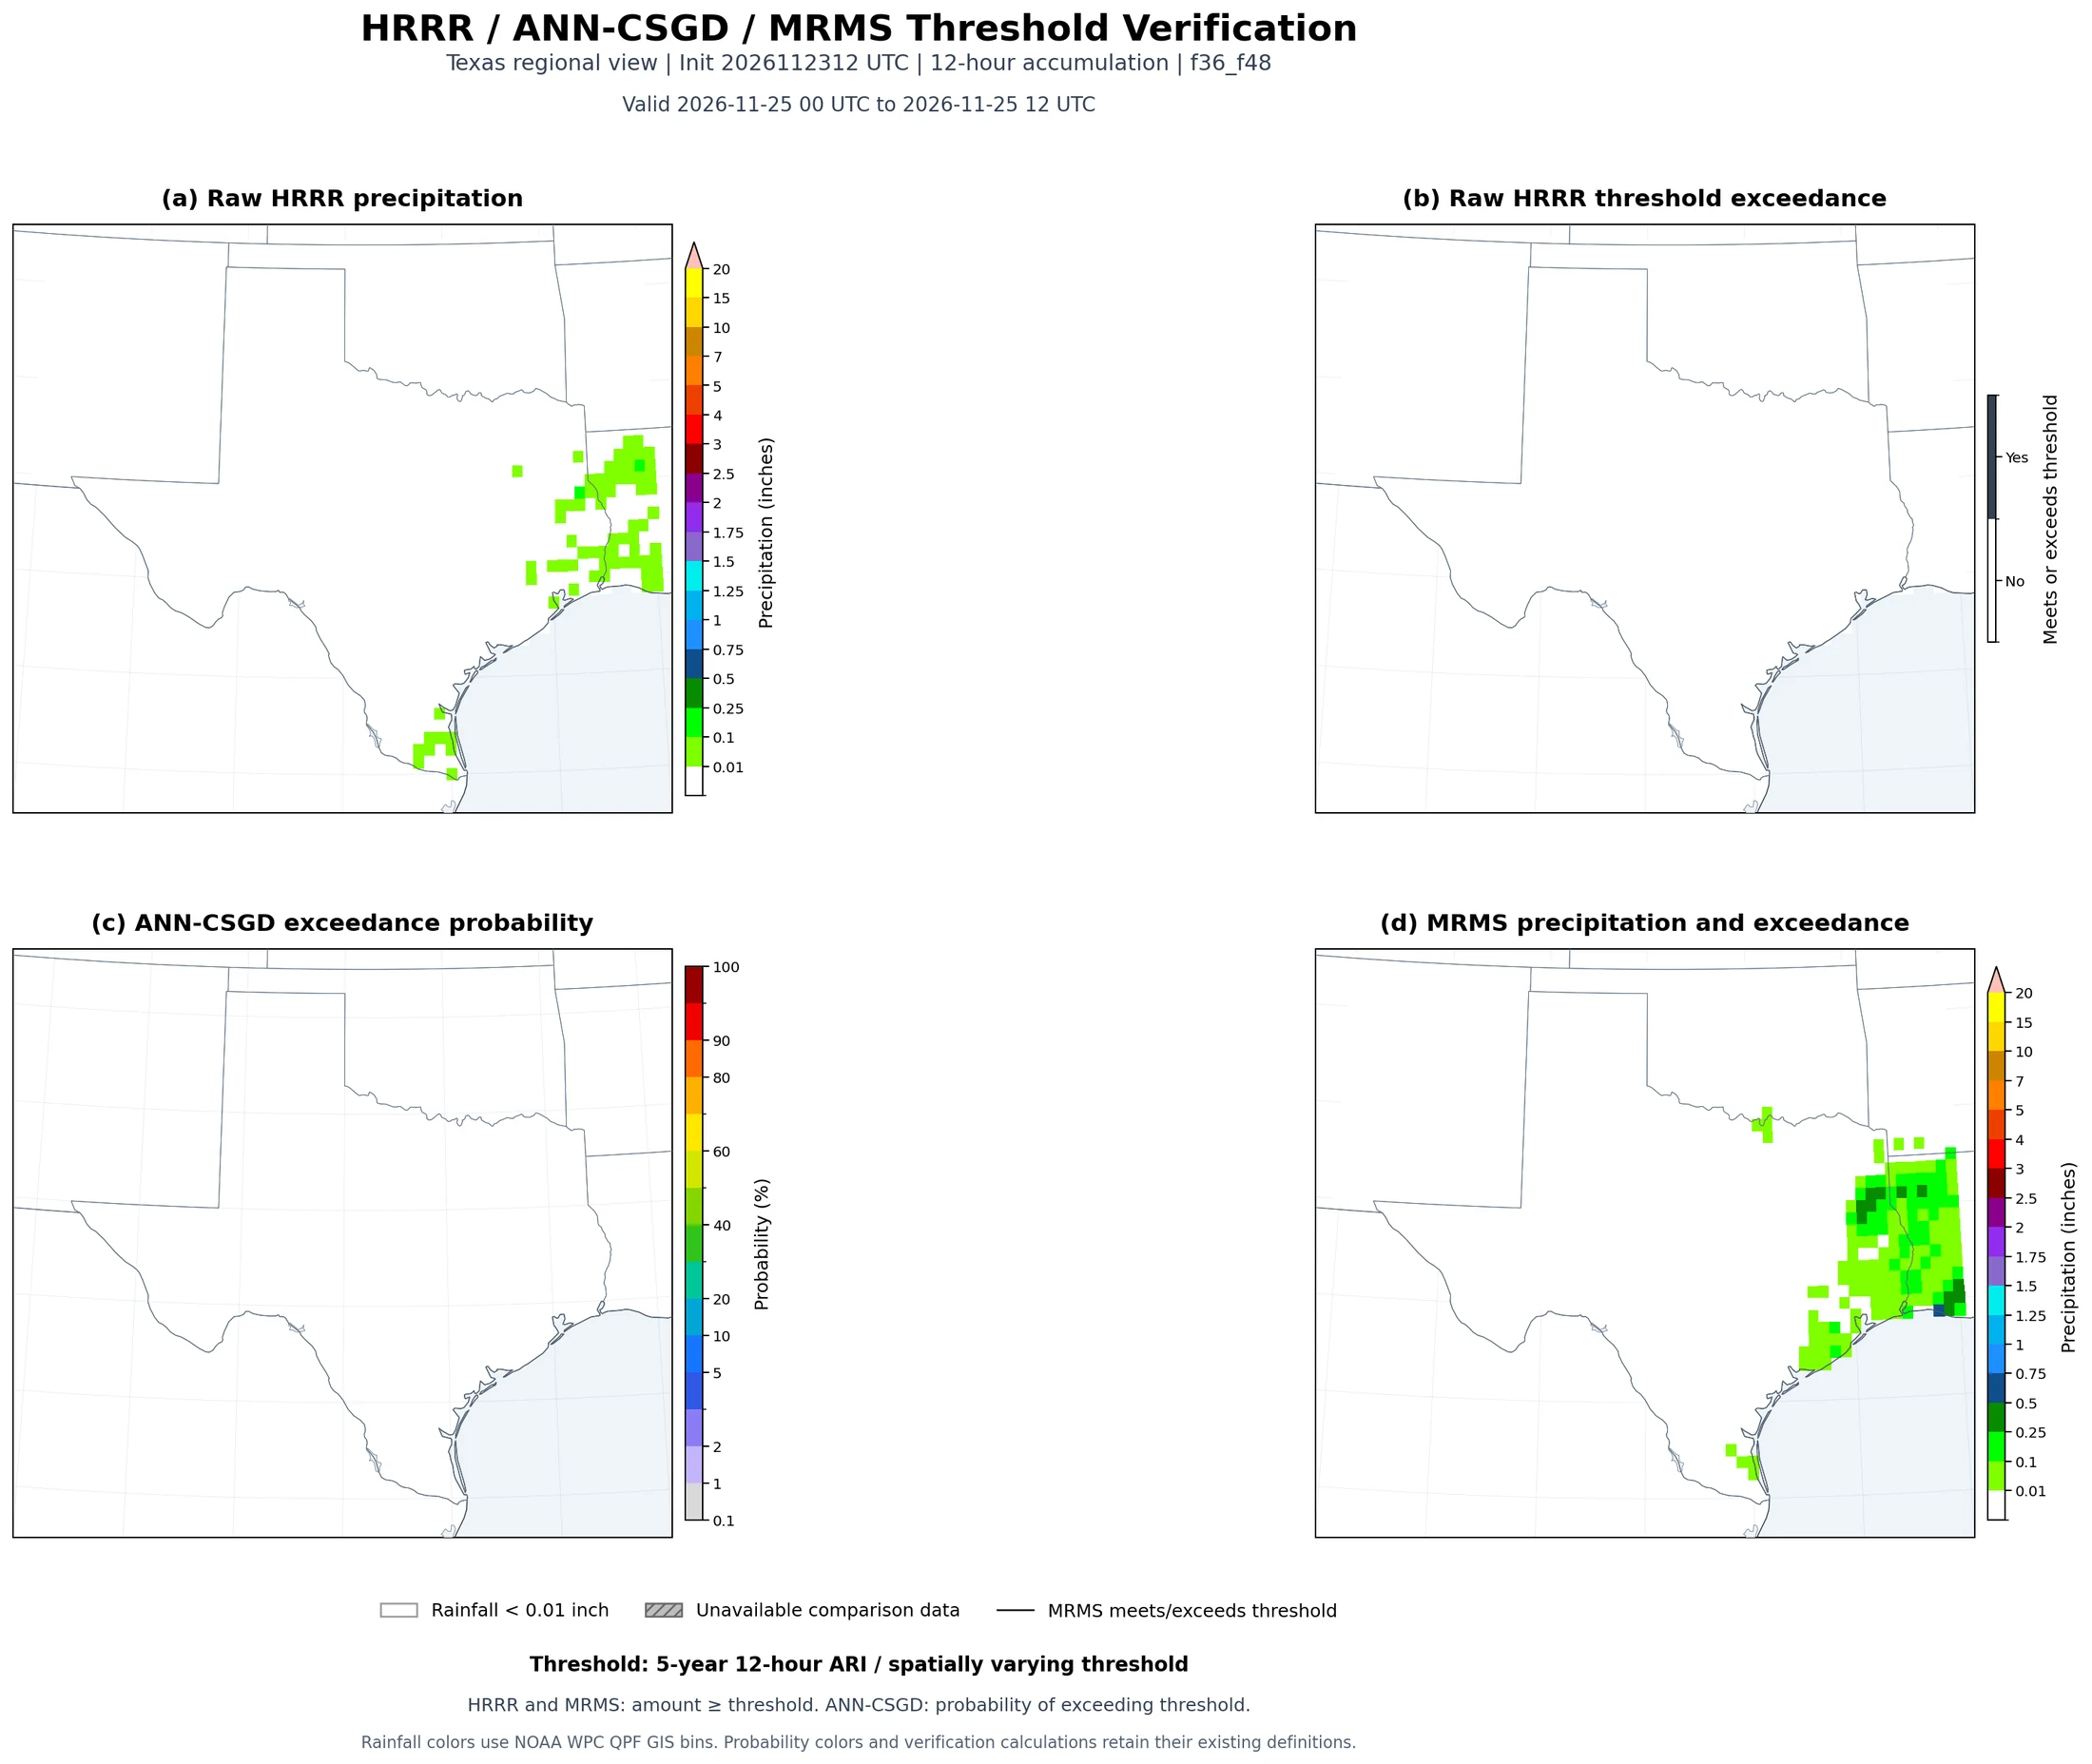 HRRR / ANN-CSGD / MRMS Threshold Verification
Texas regional view | Init 2026112312 UTC | 12-hour accumulation | f36_f48
Valid 2026-11-25 00 UTC to 2026-11-25 12 UTC
(a) Raw HRRR precipitation
20
15
10
7
5
4
3
2.5
2
1.75
1.5
1.25
1
0.75
0.5
0.25
0.1
0.01
Precipitation (inches)
(b) Raw HRRR threshold exceedance
Yes
No
Meets or exceeds threshold
(c) ANN-CSGD exceedance probability
100
90
80
60
40
20
10
5
2
1
0.1
Probability (%)
(d) MRMS precipitation and exceedance
20
15
10
7
5
4
3
2.5
2
1.75
1.5
1.25
1
0.75
0.5
0.25
0.1
0.01
Precipitation (inches)
Rainfall < 0.01 inch
Unavailable comparison data
MRMS meets/exceeds threshold
Threshold: 5-year 12-hour ARI / spatially varying threshold
HRRR and MRMS: amount ≥ threshold. ANN-CSGD: probability of exceeding threshold.
Rainfall colors use NOAA WPC QPF GIS bins. Probability colors and verification calculations retain their existing definitions.